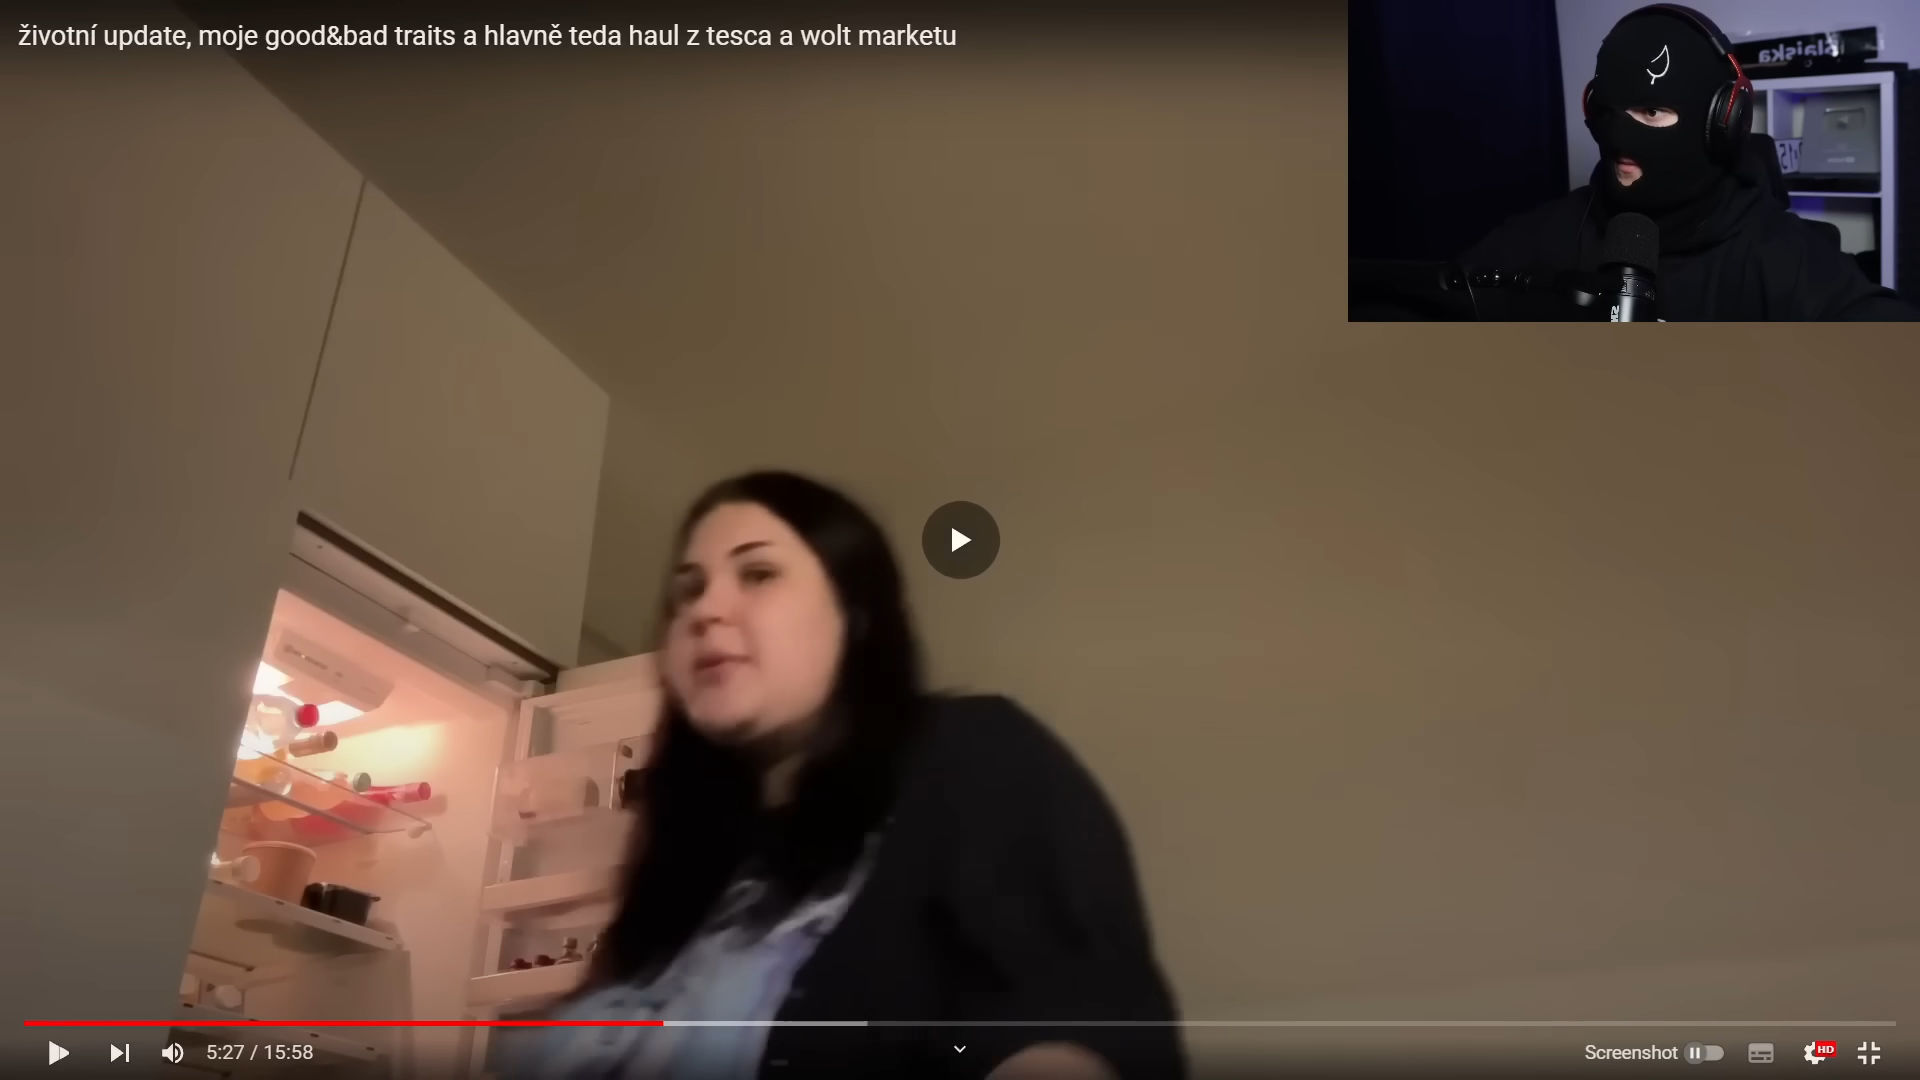 životní update, moje good&bad traits a hlavně teda haul z tesca a wolt marketu
5:27 / 15:58
Screenshot
HD